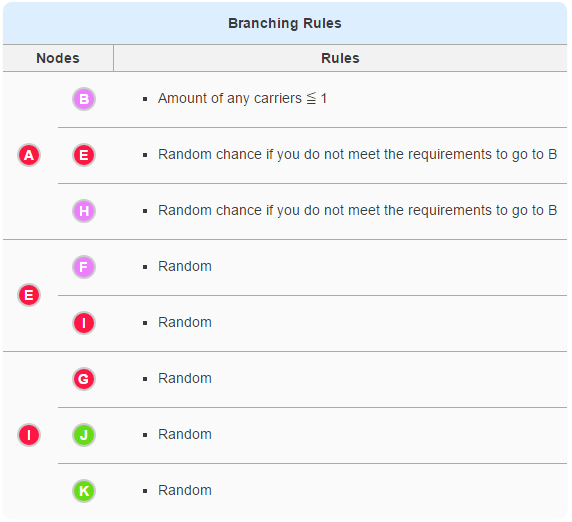 Branching Rules
Nodes Rules
B ▪ Amount of any carriers ≦ 1
A E ▪ Random chance if you do not meet the requirements to go to B
H ▪ Random chance if you do not meet the requirements to go to B
F ▪ Random
E
I ▪ Random
G ▪ Random
I J ▪ Random
K ▪ Random